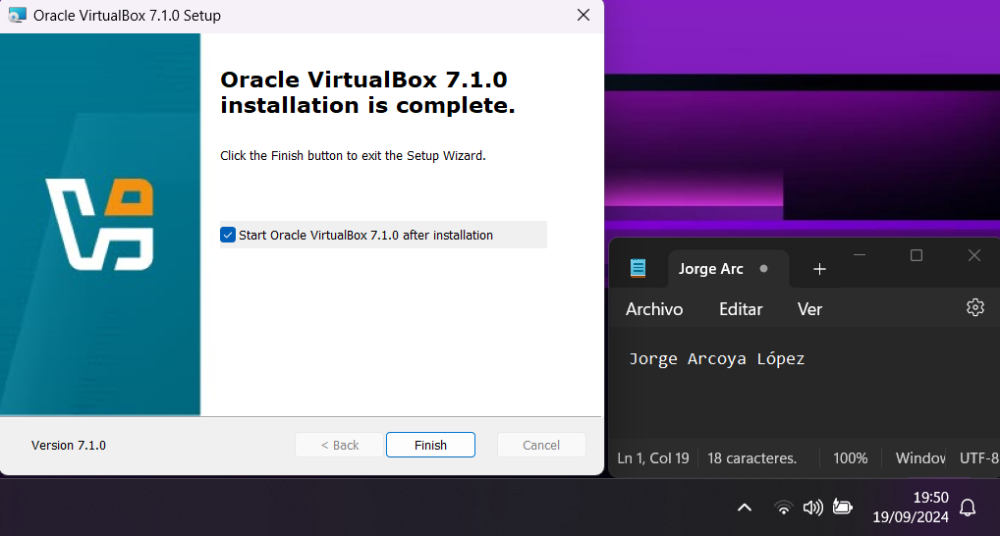 Oracle VirtualBox 7.1.0 Setup
Oracle VirtualBox 7.1.0
installation is complete.
Click the Finish button to exit the Setup Wizard.
Start Oracle VirtualBox 7.1.0 after installation
Version 7.1.0
< Back
Finish
Cancel
Jorge Arc
Archivo
Editar
Ver
Jorge Arcoya López
Ln 1, Col 19
18 caracteres.
100%
Window
UTF-8
19:50
19/09/2024